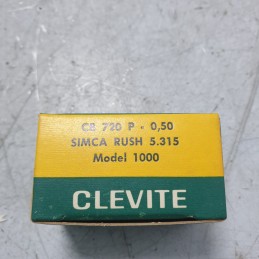 CB 720 P - 0,50
SIMCA RUSH 5.315
Model 1000
CLEVITE